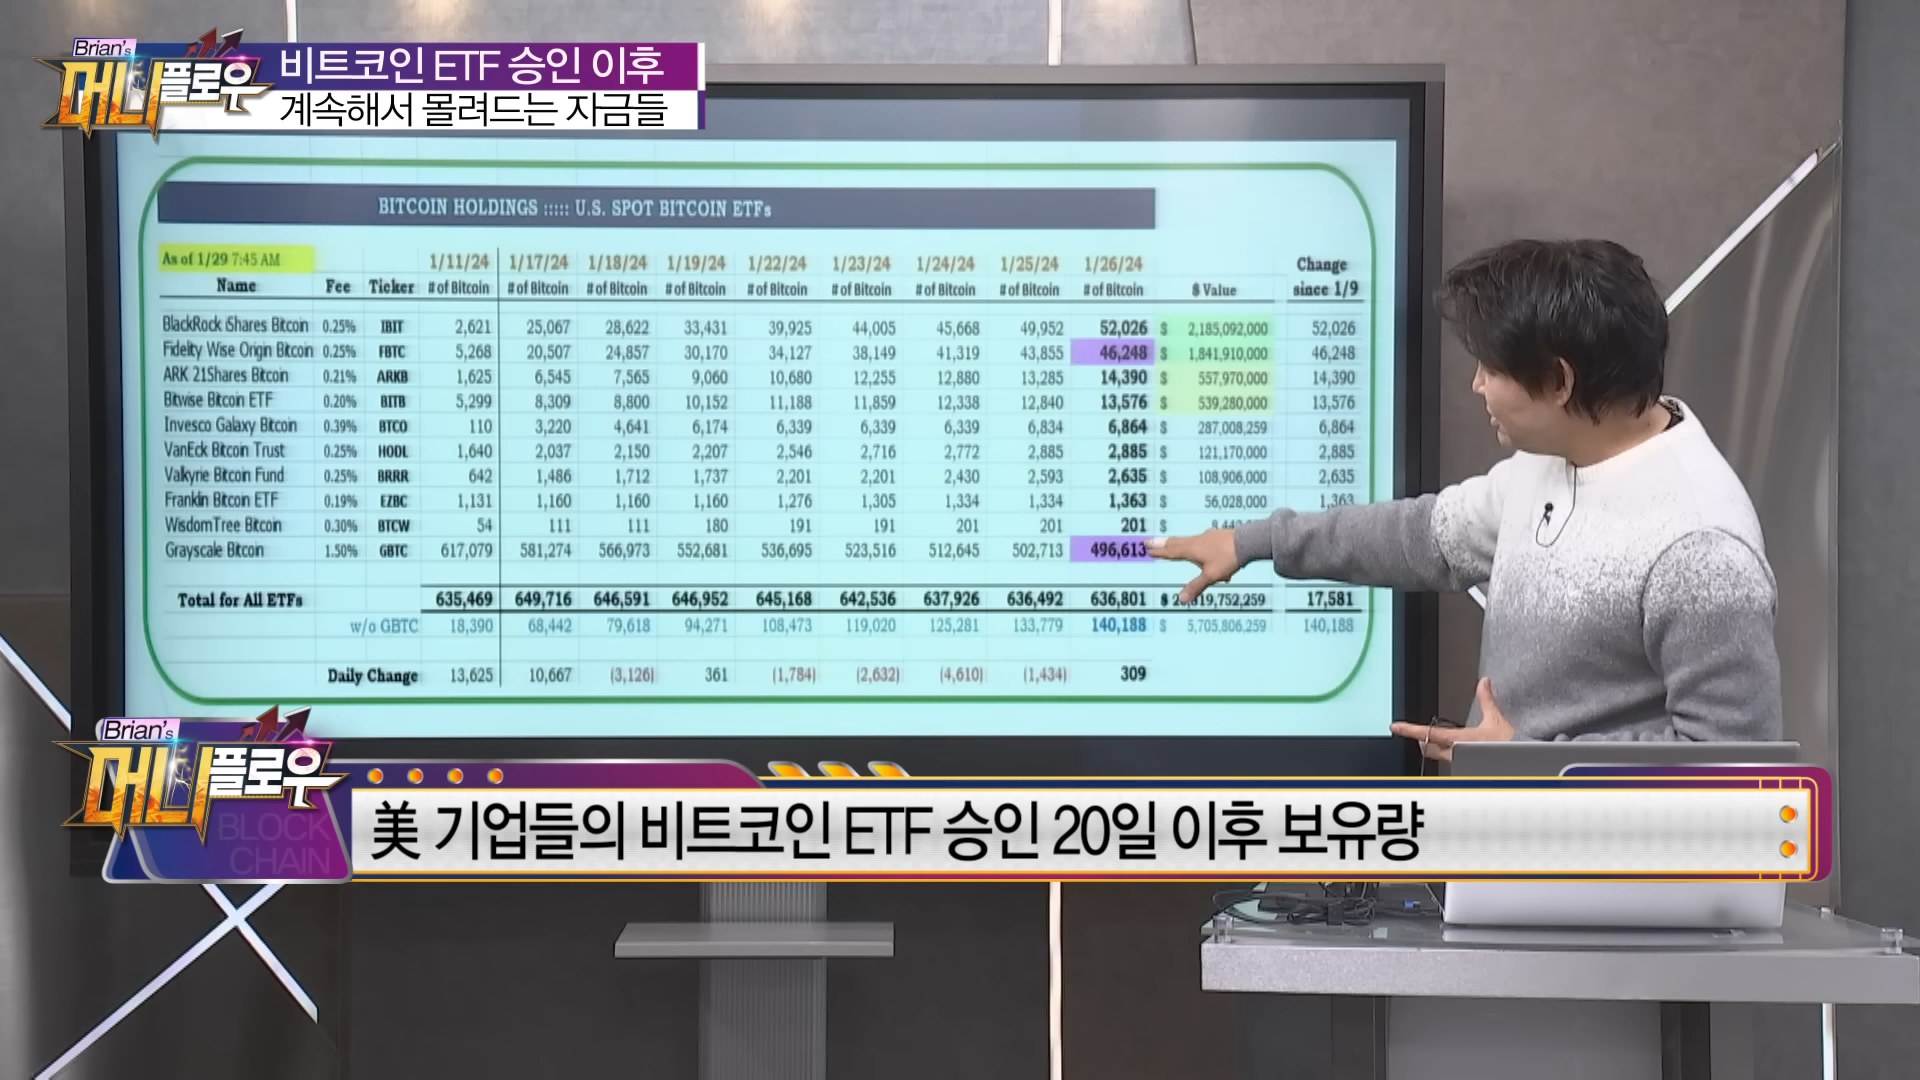 Brian's
머니플로우
비트코인 ETF 승인 이후
계속해서 몰려드는 자금들
BITCOIN HOLDINGS ::::: U.S. SPOT BITCOIN ETFs
As of 1/29 7:45 AM 1/11/24 1/17/24 1/18/24 1/19/24 1/22/24 1/23/24 1/24/24 1/25/24 1/26/24 Change
Name Fee Ticker # of Bitcoin # of Bitcoin # of Bitcoin # of Bitcoin # of Bitcoin # of Bitcoin # of Bitcoin # of Bitcoin # of Bitcoin $ Value since 1/9
BlackRock iShares Bitcoin 0.25% IBIT 2,621 25,067 28,622 33,431 39,925 44,005 45,668 49,952 52,026 $ 2,185,092,000 52,026
Fidelity Wise Origin Bitcoin 0.25% FBTC 5,268 20,507 24,857 30,170 34,127 38,149 41,319 43,855 46,248 $ 1,841,910,000 46,248
ARK 21Shares Bitcoin 0.21% ARKB 1,625 6,545 7,565 9,060 10,680 12,255 12,880 13,285 14,390 $ 557,970,000 14,390
Bitwise Bitcoin ETF 0.20% BITB 5,299 8,309 8,800 10,152 11,188 11,859 12,338 12,840 13,576 $ 539,280,000 13,576
Invesco Galaxy Bitcoin 0.39% BTCO 110 3,220 4,641 6,174 6,339 6,339 6,339 6,834 6,864 $ 287,008,259 6,864
VanEck Bitcoin Trust 0.25% HODL 1,640 2,037 2,150 2,207 2,546 2,716 2,772 2,885 2,885 $ 121,170,000 2,885
Valkyrie Bitcoin Fund 0.25% BRRR 642 1,486 1,712 1,737 2,201 2,201 2,430 2,593 2,635 $ 108,906,000 2,635
Franklin Bitcoin ETF 0.19% EZBC 1,131 1,160 1,160 1,160 1,276 1,305 1,334 1,334 1,363 $ 56,028,000 1,363
WisdomTree Bitcoin 0.30% BTCW 54 111 111 180 191 191 201 201 201 $
Grayscale Bitcoin 1.50% GBTC 617,079 581,274 566,973 552,681 536,695 523,516 512,645 502,713 496,613
Total for All ETFs 635,469 649,716 646,591 646,952 645,168 642,536 637,926 636,492 636,801 $ 17,581
w/o GBTC 18,390 68,442 79,618 94,271 108,473 119,020 125,281 133,779 140,188 $ 5,705,806,259 140,188
Daily Change 13,625 10,667 (3,126) 361 (1,784) (2,632) (4,610) (1,434) 309
Brian's
머니플로우
BLOCK
CHAIN
美 기업들의 비트코인 ETF 승인 20일 이후 보유량